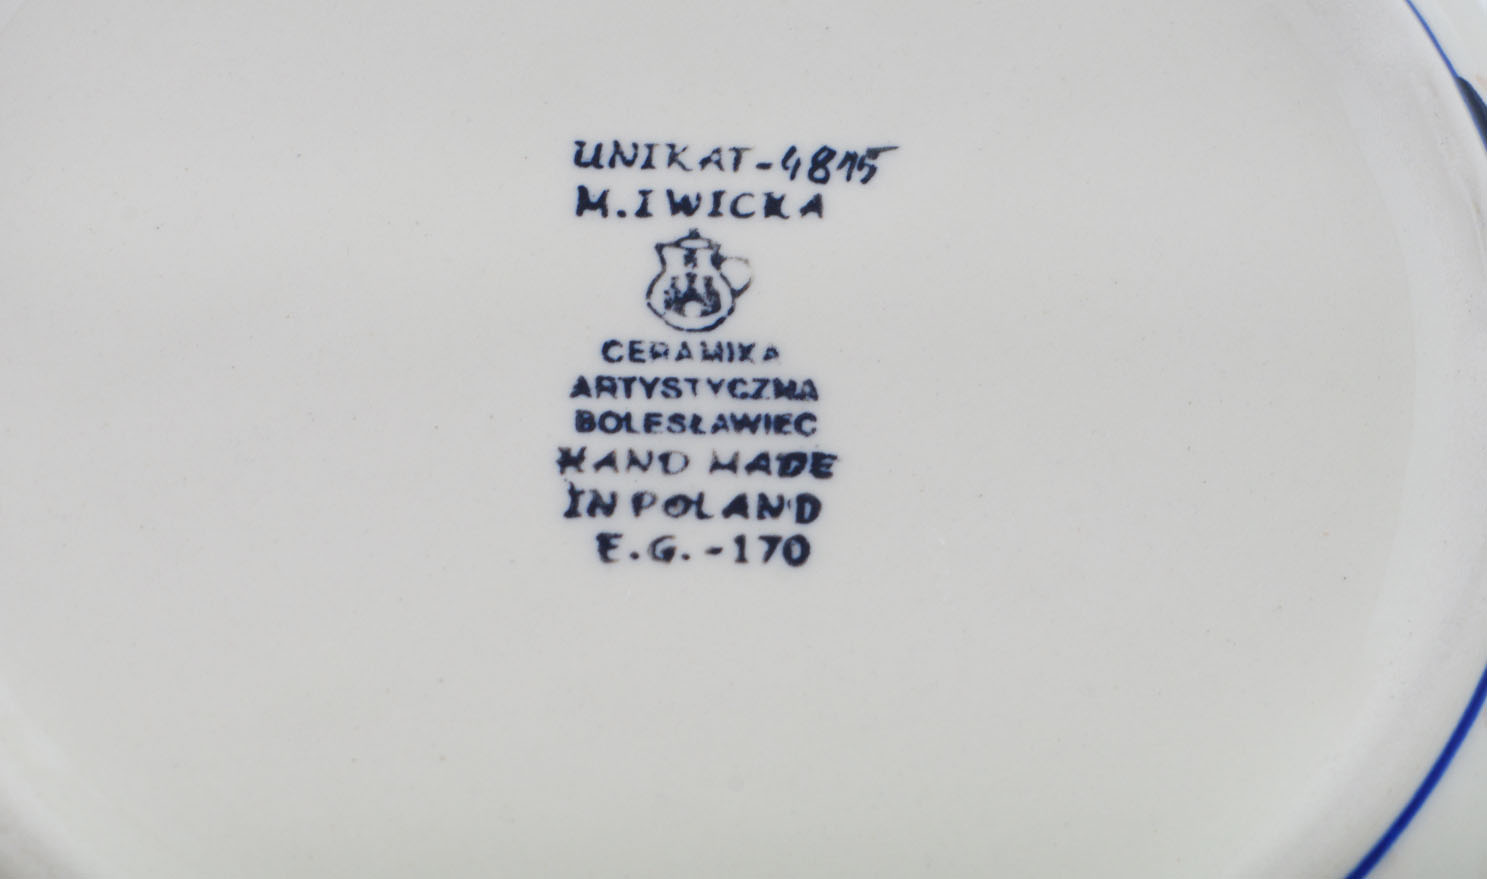 UNIKAT-4815
M. IWICKA
CERAMIKA
ARTYSTYCZNA
BOLESŁAWIEC
HAND MADE
IN POLAND
E.G.-170